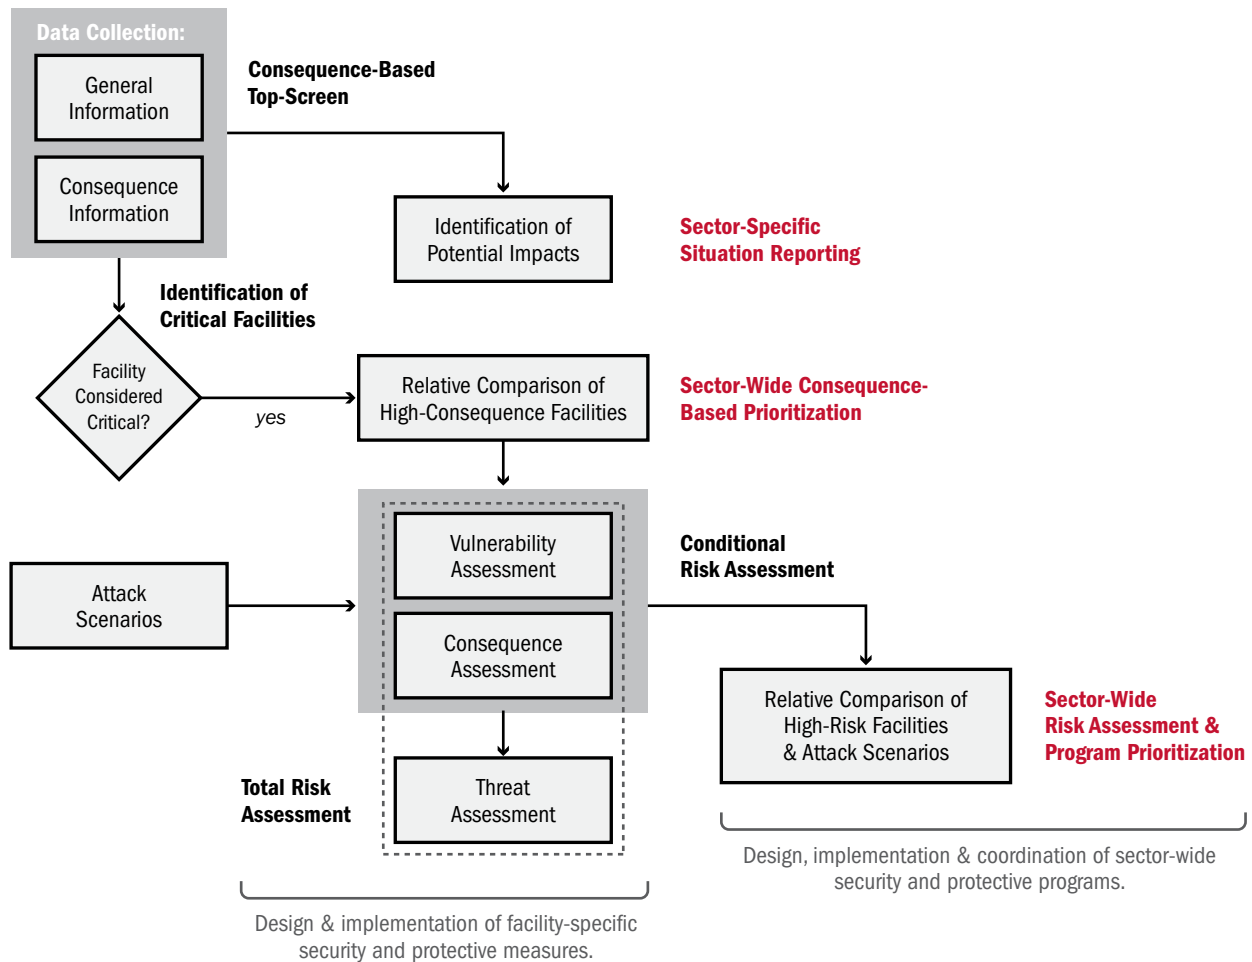 Data Collection:
General
Information
Consequence
Information
Consequence-Based
Top-Screen
Identification of
Potential Impacts
Sector-Specific
Situation Reporting
Identification of
Critical Facilities
Facility
Considered
Critical?
yes
Relative Comparison of
High-Consequence Facilities
Sector-Wide Consequence-
Based Prioritization
Attack
Scenarios
Vulnerability
Assessment
Consequence
Assessment
Conditional
Risk Assessment
Relative Comparison of
High-Risk Facilities
& Attack Scenarios
Sector-Wide
Risk Assessment &
Program Prioritization
Total Risk
Assessment
Threat
Assessment
Design, implementation & coordination of sector-wide
security and protective programs.
Design & implementation of facility-specific
security and protective measures.